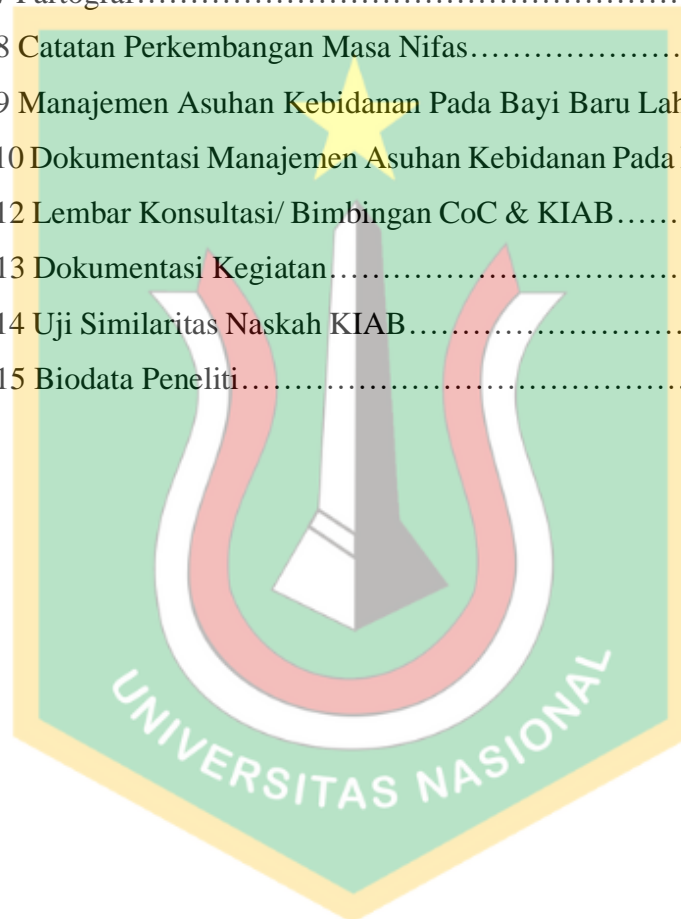 Partograf……………………………………………
8 Catatan Perkembangan Masa Nifas…………………
9 Manajemen Asuhan Kebidanan Pada Bayi Baru Lah
10 Dokumentasi Manajemen Asuhan Kebidanan Pada
12 Lembar Konsultasi/ Bimbingan CoC & KIAB……
13 Dokumentasi Kegiatan………………………………
14 Uji Similaritas Naskah KIAB………………………
15 Biodata Peneliti………………………………………
UNIVERSITAS NASIONAL